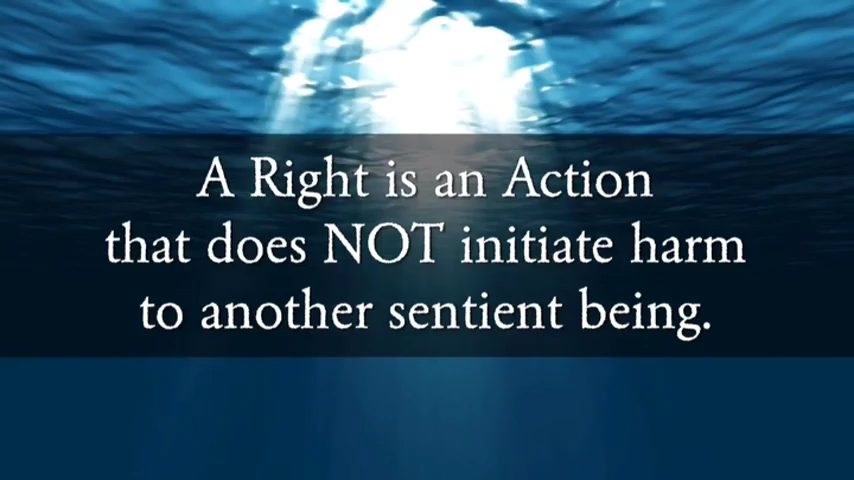 A Right is an Action
that does NOT initiate harm
to another sentient being.